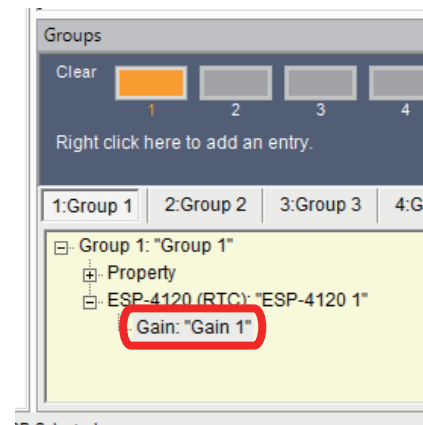 Groups
Clear
1 2 3 4
Right click here to add an entry.
1:Group 1 2:Group 2 3:Group 3 4:G
Group 1: "Group 1"
Property
ESP-4120 (RTC): "ESP-4120 1"
Gain: "Gain 1"